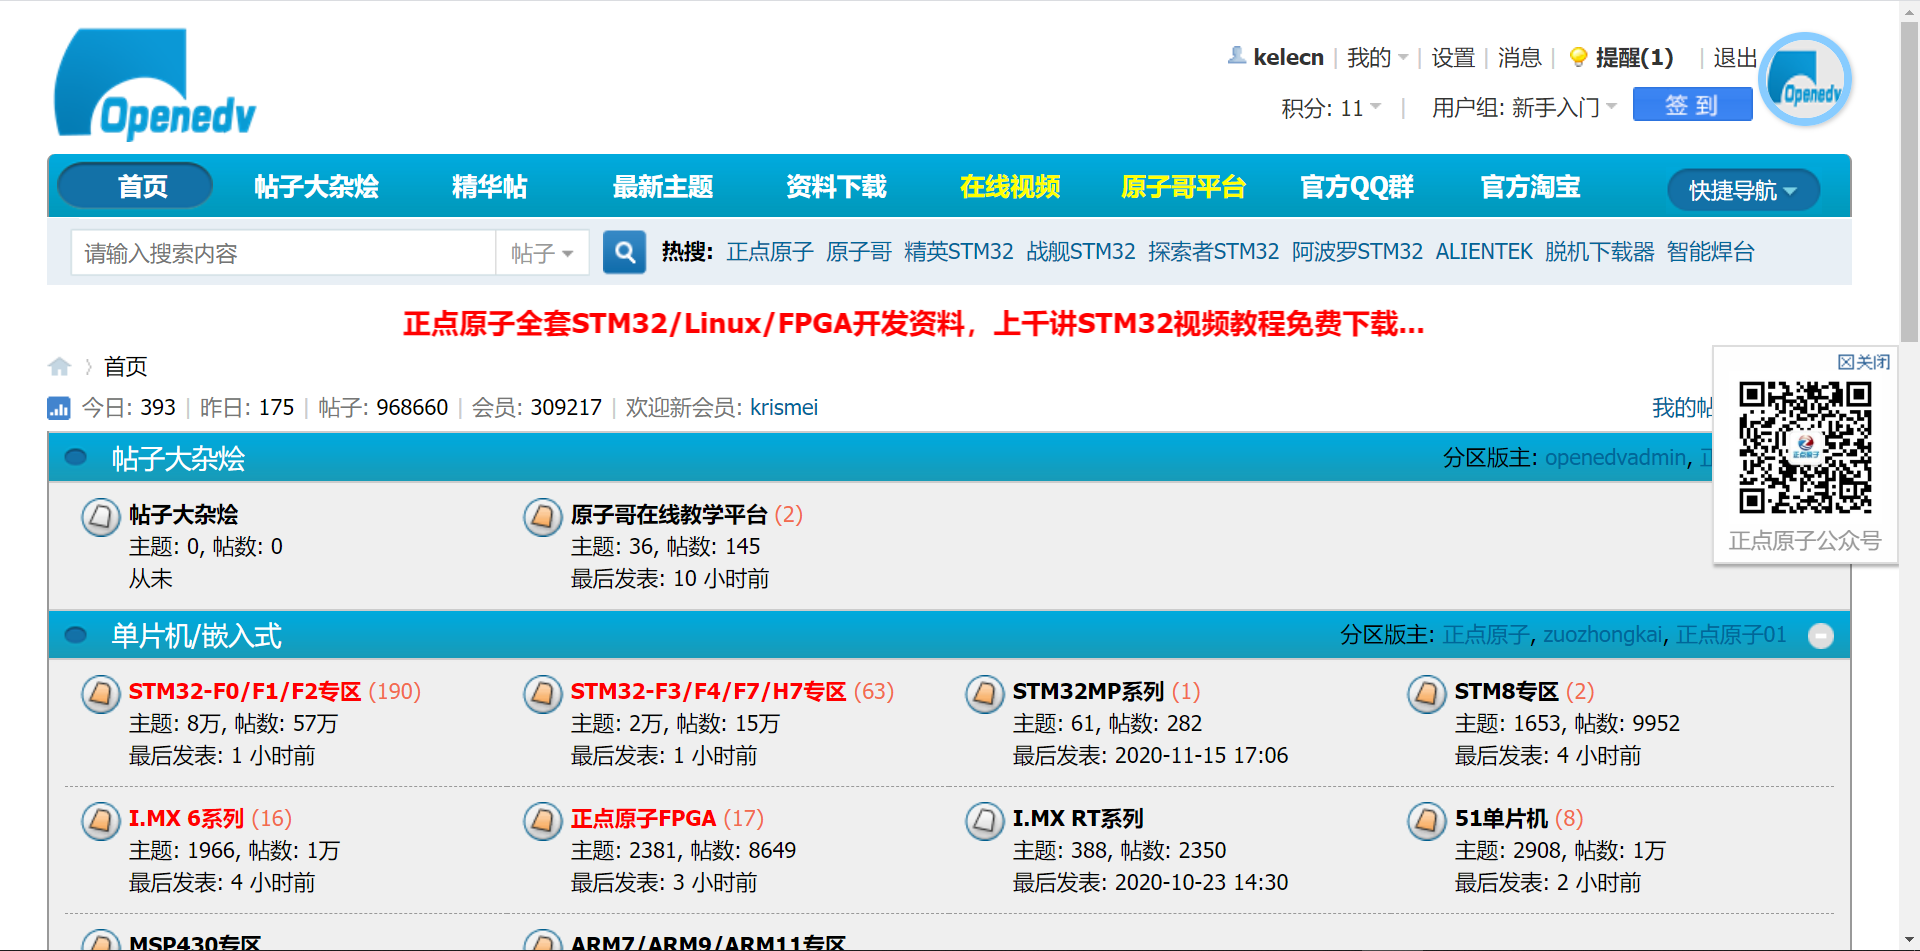 Openedv
kelecn | 我的 | 设置 | 消息 | 提醒(1) | 退出
Openedv
积分: 11 | 用户组: 新手入门 签到
首页 帖子大杂烩 精华帖 最新主题 资料下载 在线视频 原子哥平台 官方QQ群 官方淘宝 快捷导航
请输入搜索内容 帖子 热搜: 正点原子 原子哥 精英STM32 战舰STM32 探索者STM32 阿波罗STM32 ALIENTEK 脱机下载器 智能焊台
正点原子全套STM32/Linux/FPGA开发资料，上千讲STM32视频教程免费下载...
首页
关闭
今日: 393 | 昨日: 175 | 帖子: 968660 | 会员: 309217 | 欢迎新会员: krismei 我的帖
正点原子
正点原子公众号
帖子大杂烩 分区版主: openedvadmin,
帖子大杂烩
主题: 0, 帖数: 0
从未
原子哥在线教学平台 (2)
主题: 36, 帖数: 145
最后发表: 10 小时前
单片机/嵌入式 分区版主: 正点原子, zuozhongkai, 正点原子01
STM32-F0/F1/F2专区 (190)
主题: 8万, 帖数: 57万
最后发表: 1 小时前
STM32-F3/F4/F7/H7专区 (63)
主题: 2万, 帖数: 15万
最后发表: 1 小时前
STM32MP系列 (1)
主题: 61, 帖数: 282
最后发表: 2020-11-15 17:06
STM8专区 (2)
主题: 1653, 帖数: 9952
最后发表: 4 小时前
I.MX 6系列 (16)
主题: 1966, 帖数: 1万
最后发表: 4 小时前
正点原子FPGA (17)
主题: 2381, 帖数: 8649
最后发表: 3 小时前
I.MX RT系列
主题: 388, 帖数: 2350
最后发表: 2020-10-23 14:30
51单片机 (8)
主题: 2908, 帖数: 1万
最后发表: 2 小时前
MSP430专区
ARM7/ARM9/ARM11专区